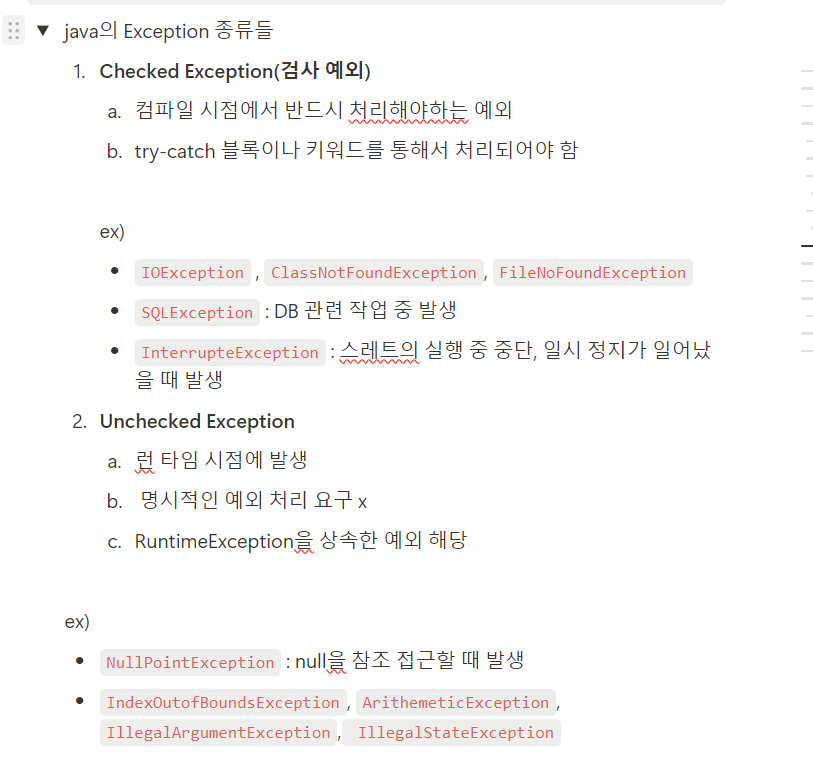 java의 Exception 종류들
1. Checked Exception(검사 예외)
a. 컴파일 시점에서 반드시 처리해야하는 예외
b. try-catch 블록이나 키워드를 통해서 처리되어야 함
ex)
• IOException , ClassNotFoundException , FileNoFoundException
• SQLException : DB 관련 작업 중 발생
• InterrupteException : 스레트의 실행 중 중단, 일시 정지가 일어났
을 때 발생
2. Unchecked Exception
a. 런 타임 시점에 발생
b. 명시적인 예외 처리 요구 x
c. RuntimeException을 상속한 예외 해당
ex)
• NullPointException : null을 참조 접근할 때 발생
• IndexOutofBoundsException , ArithemeticException ,
IllegalArgumentException , IllegalStateException